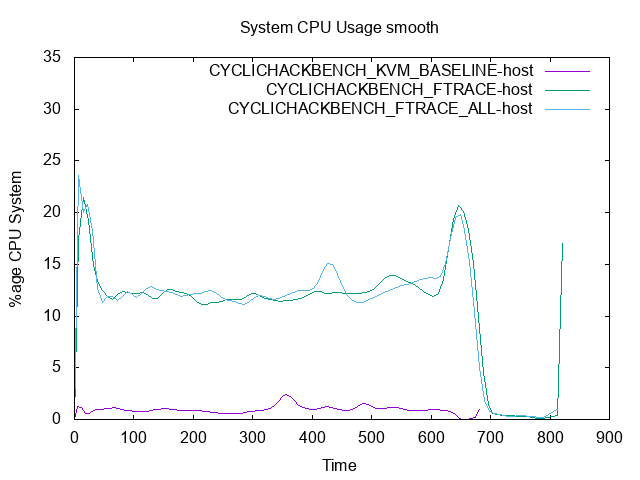 System CPU Usage smooth
35
30
25
20
15
10
5
0
%age CPU System
CYCLICHACKBENCH_KVM_BASELINE-host
CYCLICHACKBENCH_FTRACE-host
CYCLICHACKBENCH_FTRACE_ALL-host
0 100 200 300 400 500 600 700 800 900
Time